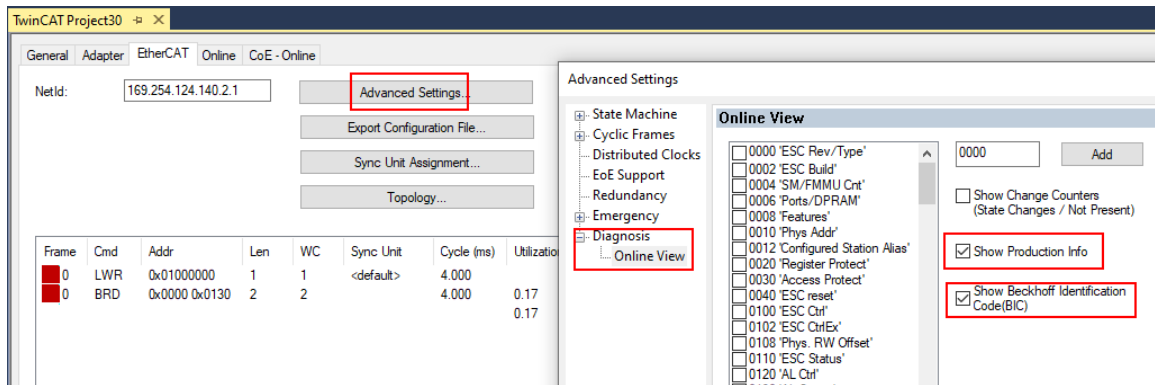 TwinCAT Project30
General Adapter EtherCAT Online CoE - Online
NetId: 169.254.124.140.2.1
Advanced Settings...
Export Configuration File...
Sync Unit Assignment...
Topology...
Frame Cmd Addr Len WC Sync Unit Cycle (ms) Utilizatio
0 LWR 0x01000000 1 1 <default> 4.000
0 BRD 0x0000 0x0130 2 2 4.000 0.17
0.17
Advanced Settings
State Machine
Cyclic Frames
Distributed Clocks
EoE Support
Redundancy
Emergency
Diagnosis
Online View
Online View
0000 'ESC Rev/Type'
0002 'ESC Build'
0004 'SM/FMMU Cnt'
0006 'Ports/DPRAM'
0008 'Features'
0010 'Phys Addr'
0012 'Configured Station Alias'
0020 'Register Protect'
0030 'Access Protect'
0040 'ESC reset'
0100 'ESC Ctrl'
0102 'ESC CtrlEx'
0108 'Phys. RW Offset'
0110 'ESC Status'
0120 'AL Ctrl'
0000 Add
Show Change Counters
(State Changes / Not Present)
Show Production Info
Show Beckhoff Identification
Code(BIC)